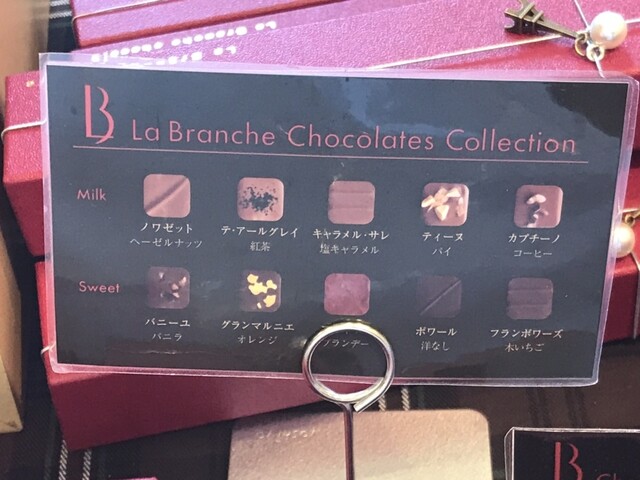 La Branche
B La Branche Chocolates Collection
Milk
ノワゼット
ヘーゼルナッツ
テ・アールグレイ
紅茶
キャラメル・サレ
塩キャラメル
ティーヌ
パイ
カプチーノ
コーヒー
Sweet
バニーユ
バニラ
グランマルニエ
オレンジ
ブランデー
ポワール
洋なし
フランボワーズ
木いちご
B